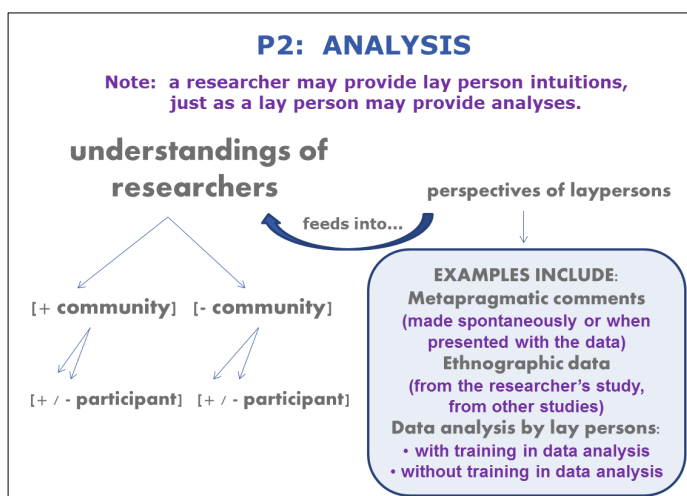 P2: ANALYSIS
Note: a researcher may provide lay person intuitions,
just as a lay person may provide analyses.
understandings of
researchers
perspectives of laypersons
feeds into...
[+ community] [- community]
[+ / - participant] [+ / - participant]
EXAMPLES INCLUDE:
Metapragmatic comments
(made spontaneously or when
presented with the data)
Ethnographic data
(from the researcher's study,
from other studies)
Data analysis by lay persons:
• with training in data analysis
• without training in data analysis